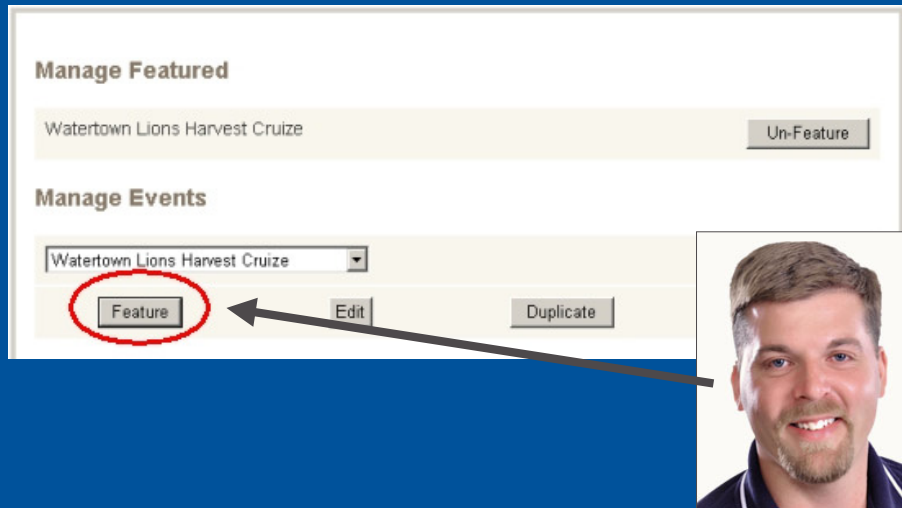 Manage Featured
Watertown Lions Harvest Cruize
Un-Feature
Manage Events
Watertown Lions Harvest Cruize
Feature
Edit
Duplicate